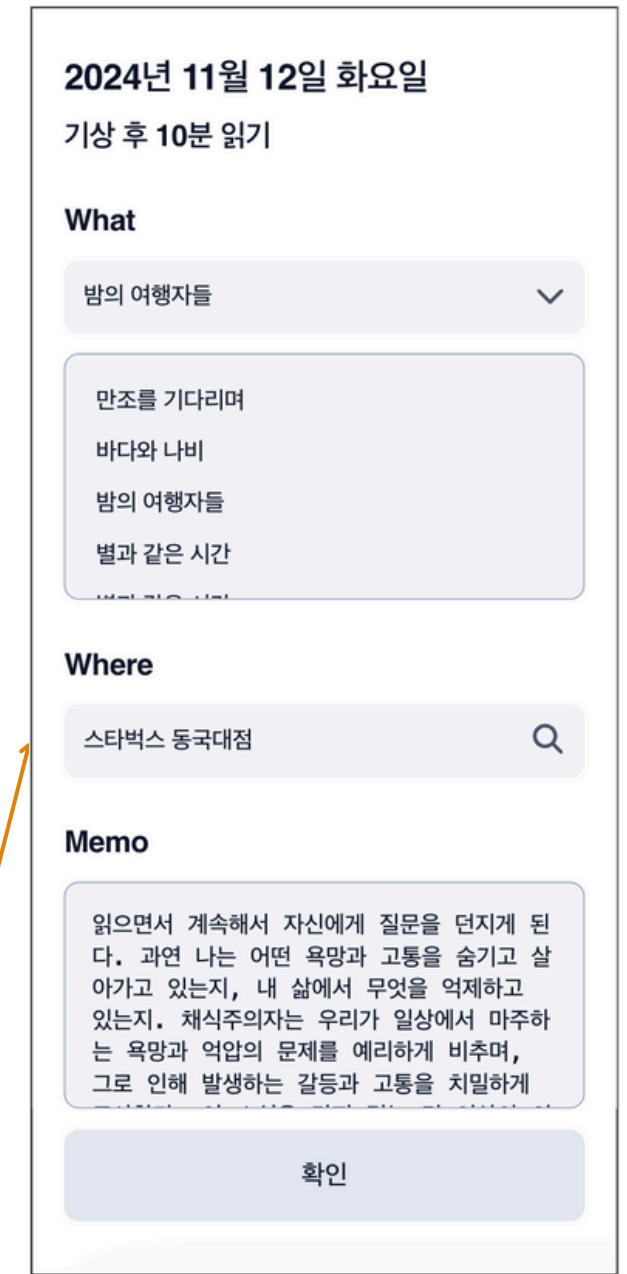 2024년 11월 12일 화요일
기상 후 10분 읽기
What
밤의 여행자들
만조를 기다리며
바다와 나비
밤의 여행자들
별과 같은 시간
Where
스타벅스 동국대점
Memo
읽으면서 계속해서 자신에게 질문을 던지게 된
다. 과연 나는 어떤 욕망과 고통을 숨기고 살
아가고 있는지, 내 삶에서 무엇을 억제하고
있는지. 채식주의자는 우리가 일상에서 마주하
는 욕망과 억압의 문제를 예리하게 비추며,
그로 인해 발생하는 갈등과 고통을 치밀하게
확인